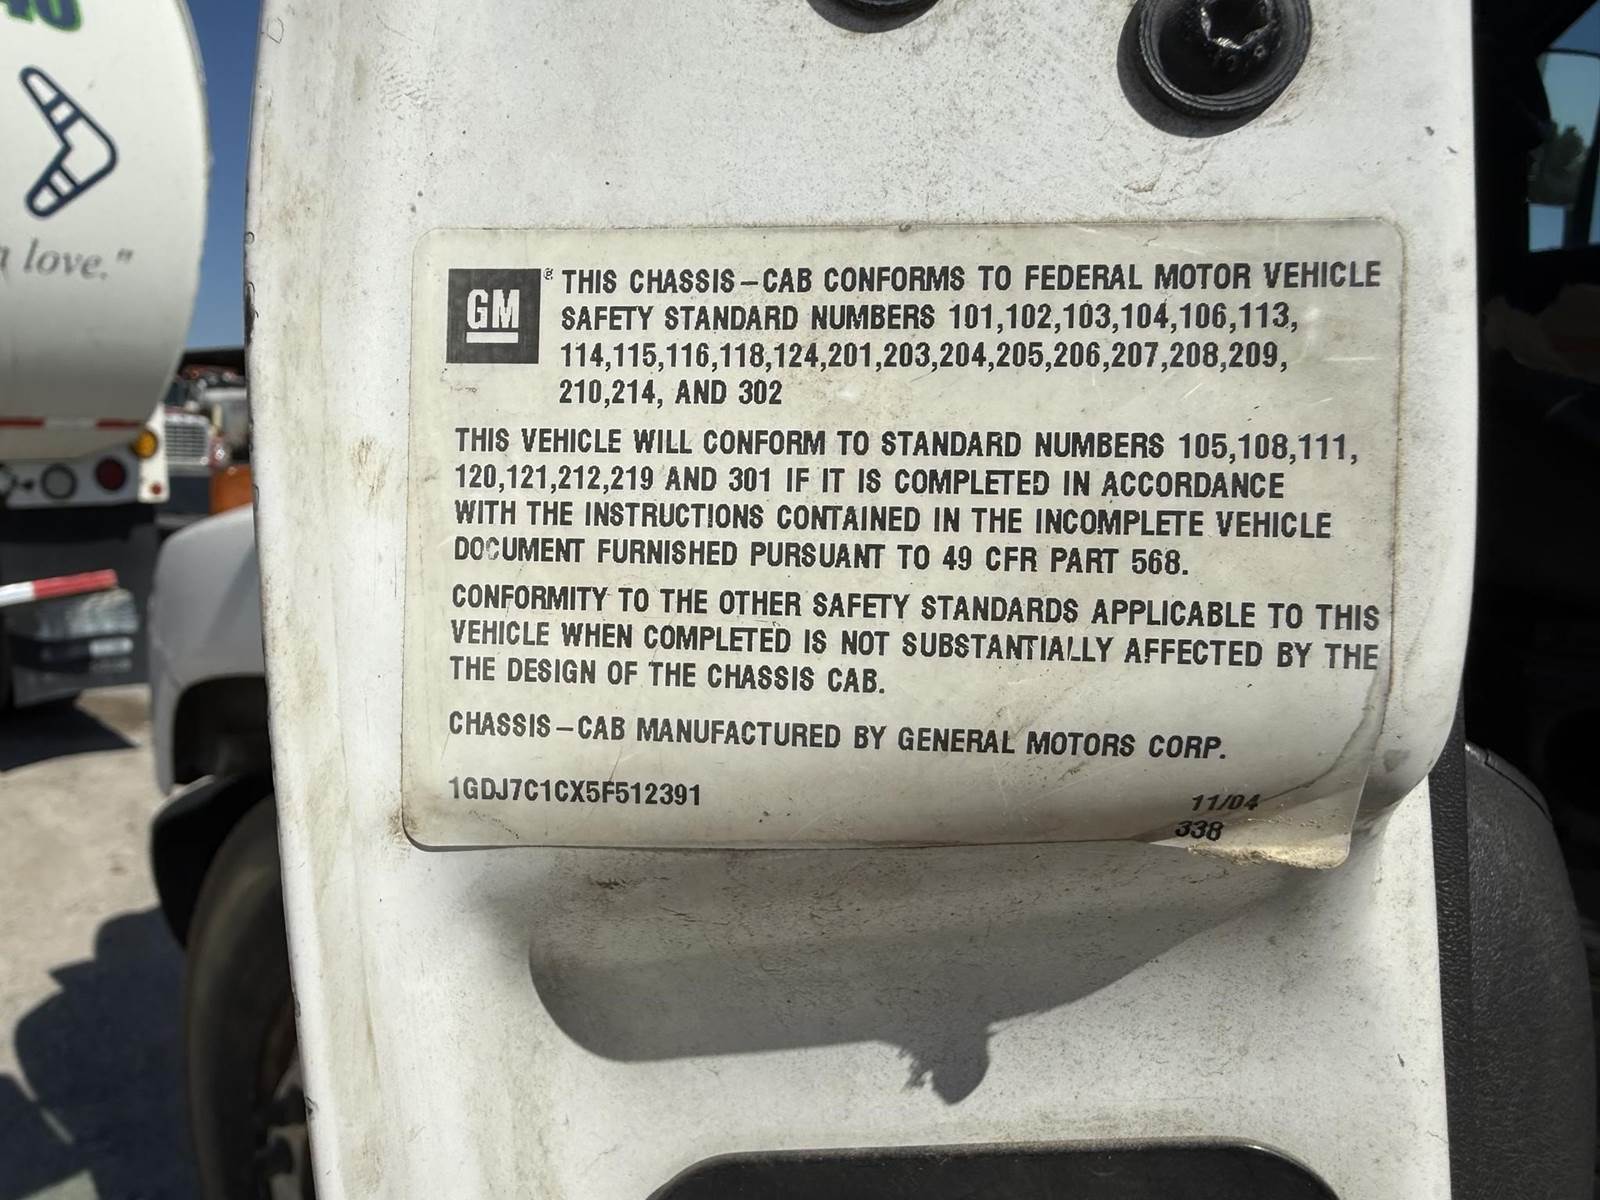 love."
GM
® THIS CHASSIS-CAB CONFORMS TO FEDERAL MOTOR VEHICLE
SAFETY STANDARD NUMBERS 101,102,103,104,106,113,
114,115,116,118,124,201,203,204,205,206,207,208,209,
210,214, AND 302
THIS VEHICLE WILL CONFORM TO STANDARD NUMBERS 105,108,111,
120,121,212,219 AND 301 IF IT IS COMPLETED IN ACCORDANCE
WITH THE INSTRUCTIONS CONTAINED IN THE INCOMPLETE VEHICLE
DOCUMENT FURNISHED PURSUANT TO 49 CFR PART 568.
CONFORMITY TO THE OTHER SAFETY STANDARDS APPLICABLE TO THIS
VEHICLE WHEN COMPLETED IS NOT SUBSTANTIALLY AFFECTED BY THE
THE DESIGN OF THE CHASSIS CAB.
CHASSIS-CAB MANUFACTURED BY GENERAL MOTORS CORP.
1GDJ7C1CX5F512391
11/04
338